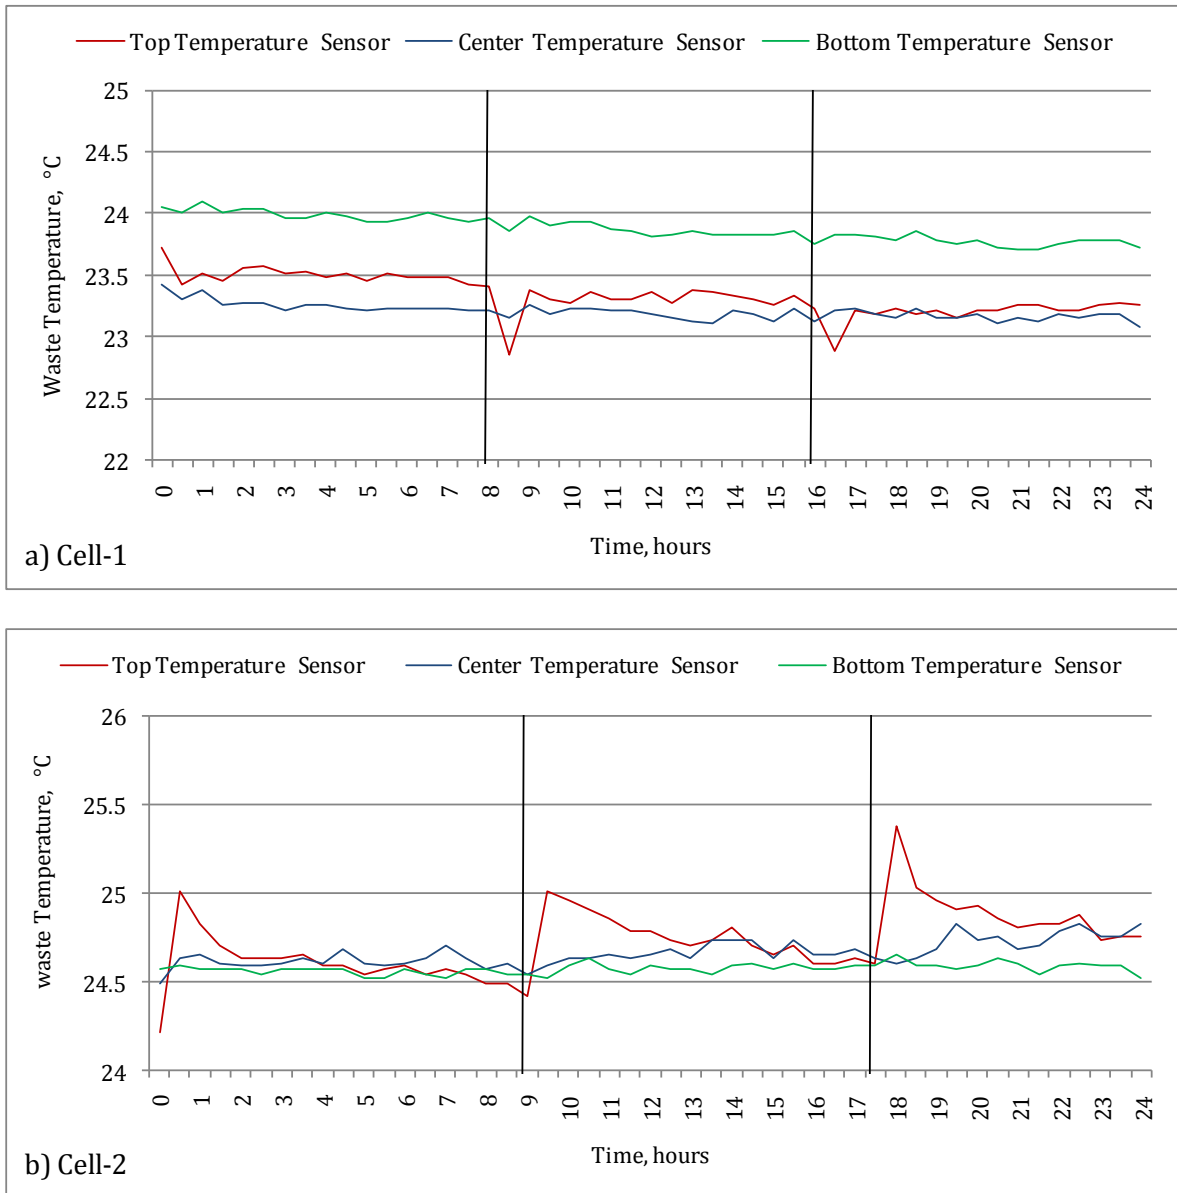 Top Temperature Sensor Center Temperature Sensor Bottom Temperature Sensor
25
24.5
24
23.5
23
22.5
22
Waste Temperature, °C
0 1 2 3 4 5 6 7 8 9 10 11 12 13 14 15 16 17 18 19 20 21 22 23 24
Time, hours
a) Cell-1
Top Temperature Sensor Center Temperature Sensor Bottom Temperature Sensor
26
25.5
25
24.5
24
waste Temperature, °C
0 1 2 3 4 5 6 7 8 9 10 11 12 13 14 15 16 17 18 19 20 21 22 23 24
Time, hours
b) Cell-2